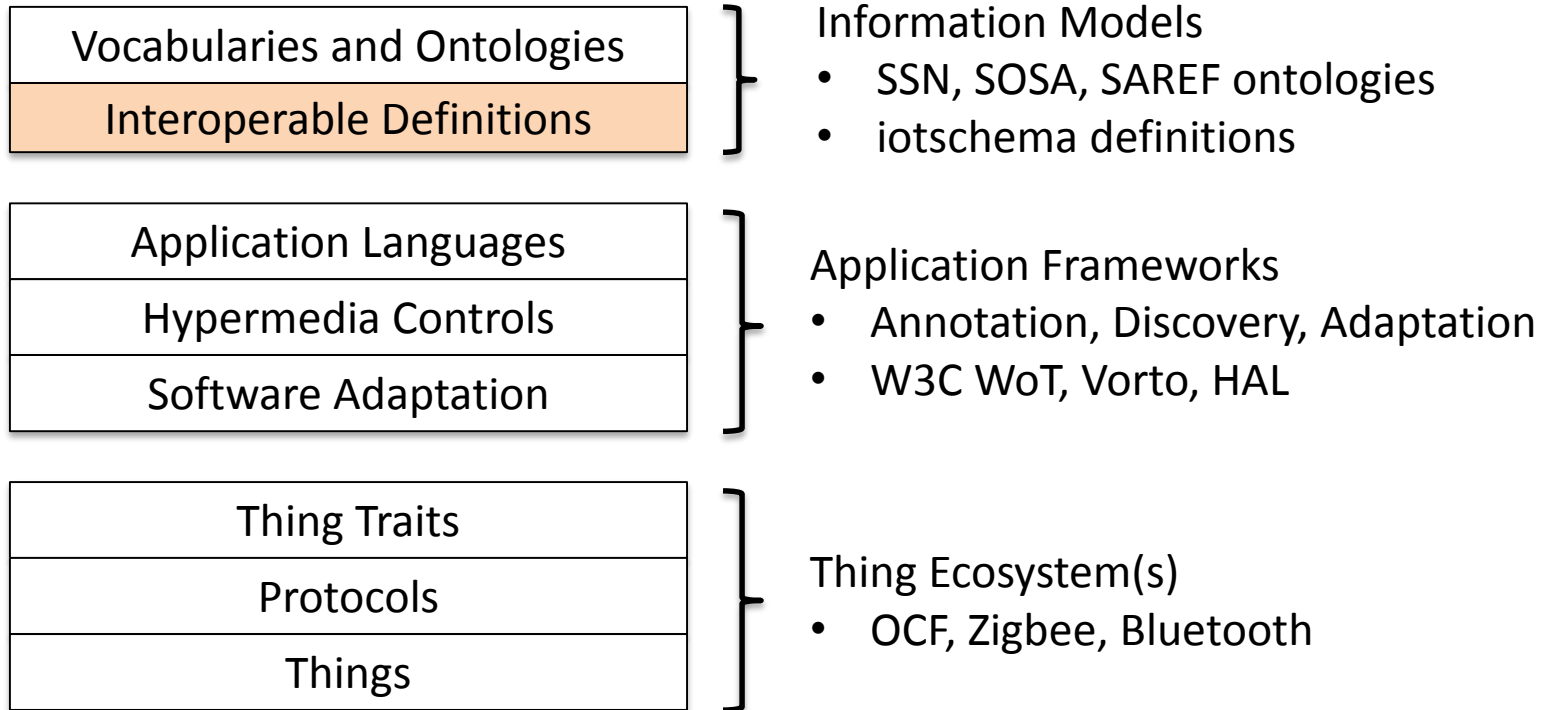 Vocabularies and Ontologies
Interoperable Definitions
Information Models
• SSN, SOSA, SAREF ontologies
• iotschema definitions
Application Languages
Hypermedia Controls
Software Adaptation
Application Frameworks
• Annotation, Discovery, Adaptation
• W3C WoT, Vorto, HAL
Thing Traits
Protocols
Things
Thing Ecosystem(s)
• OCF, Zigbee, Bluetooth